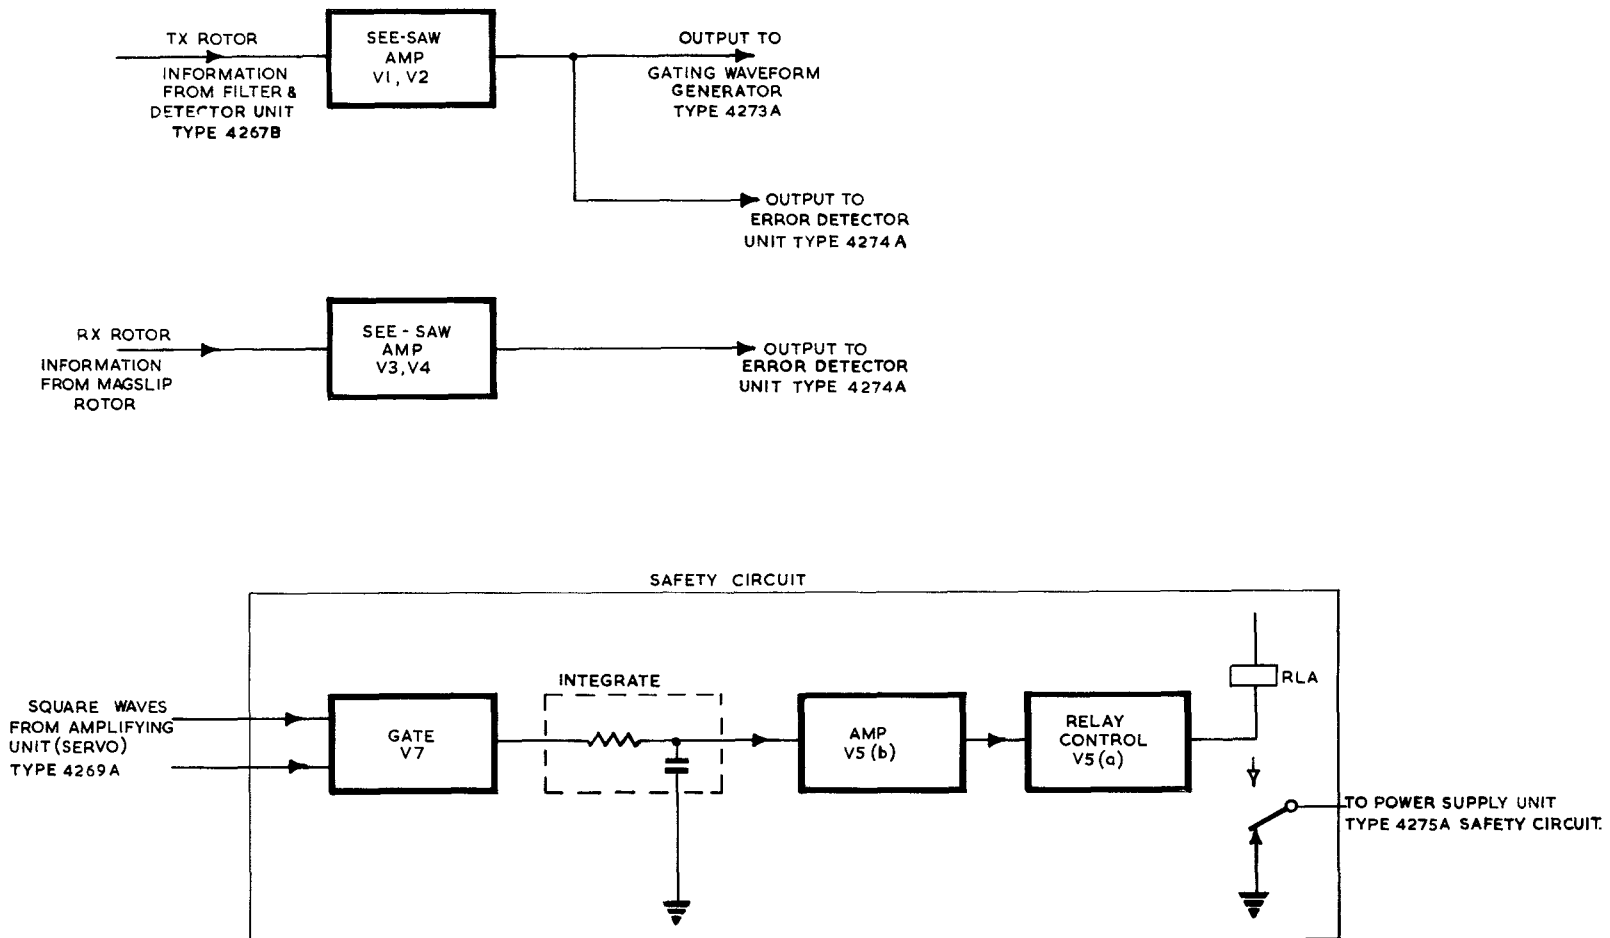 TX ROTOR
INFORMATION
FROM FILTER &
DETECTOR UNIT
TYPE 4267B
SEE-SAW
AMP
V1, V2
OUTPUT TO
GATING WAVEFORM
GENERATOR
TYPE 4273A
OUTPUT TO
ERROR DETECTOR
UNIT TYPE 4274A
RX ROTOR
INFORMATION
FROM MAGSLIP
ROTOR
SEE - SAW
AMP
V3, V4
OUTPUT TO
ERROR DETECTOR
UNIT TYPE 4274A
SAFETY CIRCUIT
SQUARE WAVES
FROM AMPLIFYING
UNIT (SERVO)
TYPE 4269A
GATE
V7
INTEGRATE
AMP
V5 (b)
RELAY
CONTROL
V5 (a)
RLA
TO POWER SUPPLY UNIT
TYPE 4275A SAFETY CIRCUIT.